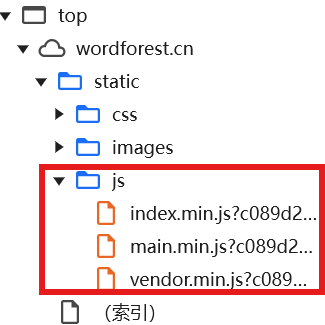 top
wordforest.cn
static
css
images
js
index.min.js?c089d2...
main.min.js?c089d2...
vendor.min.js?c089...
(索引)